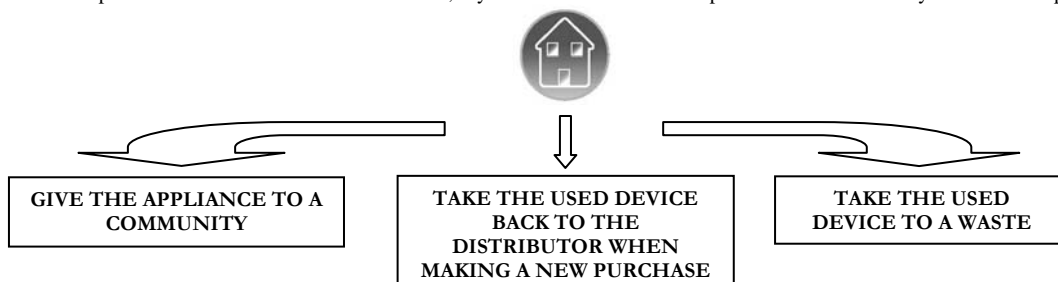 GIVE THE APPLIANCE TO A
COMMUNITY
TAKE THE USED DEVICE
BACK TO THE
DISTRIBUTOR WHEN
MAKING A NEW PURCHASE
TAKE THE USED
DEVICE TO A WASTE